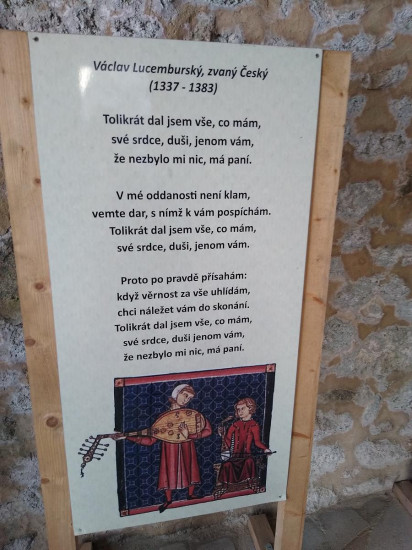 Václav Lucemburský, zvaný Český
(1337 - 1383)
Tolikrát dal jsem vše, co mám,
své srdce, duši, jenom vám,
že nezbylo mi nic, má paní.
V mé oddanosti není klam,
vemte dar, s nímž k vám pospíchám.
Tolikrát dal jsem vše, co mám,
své srdce, duši, jenom vám.
Proto po pravdě přísahám:
když věrnost za vše uhlídám,
chci náležet vám do skonání.
Tolikrát dal jsem vše, co mám,
své srdce, duši, jenom vám,
že nezbylo mi nic, má paní.